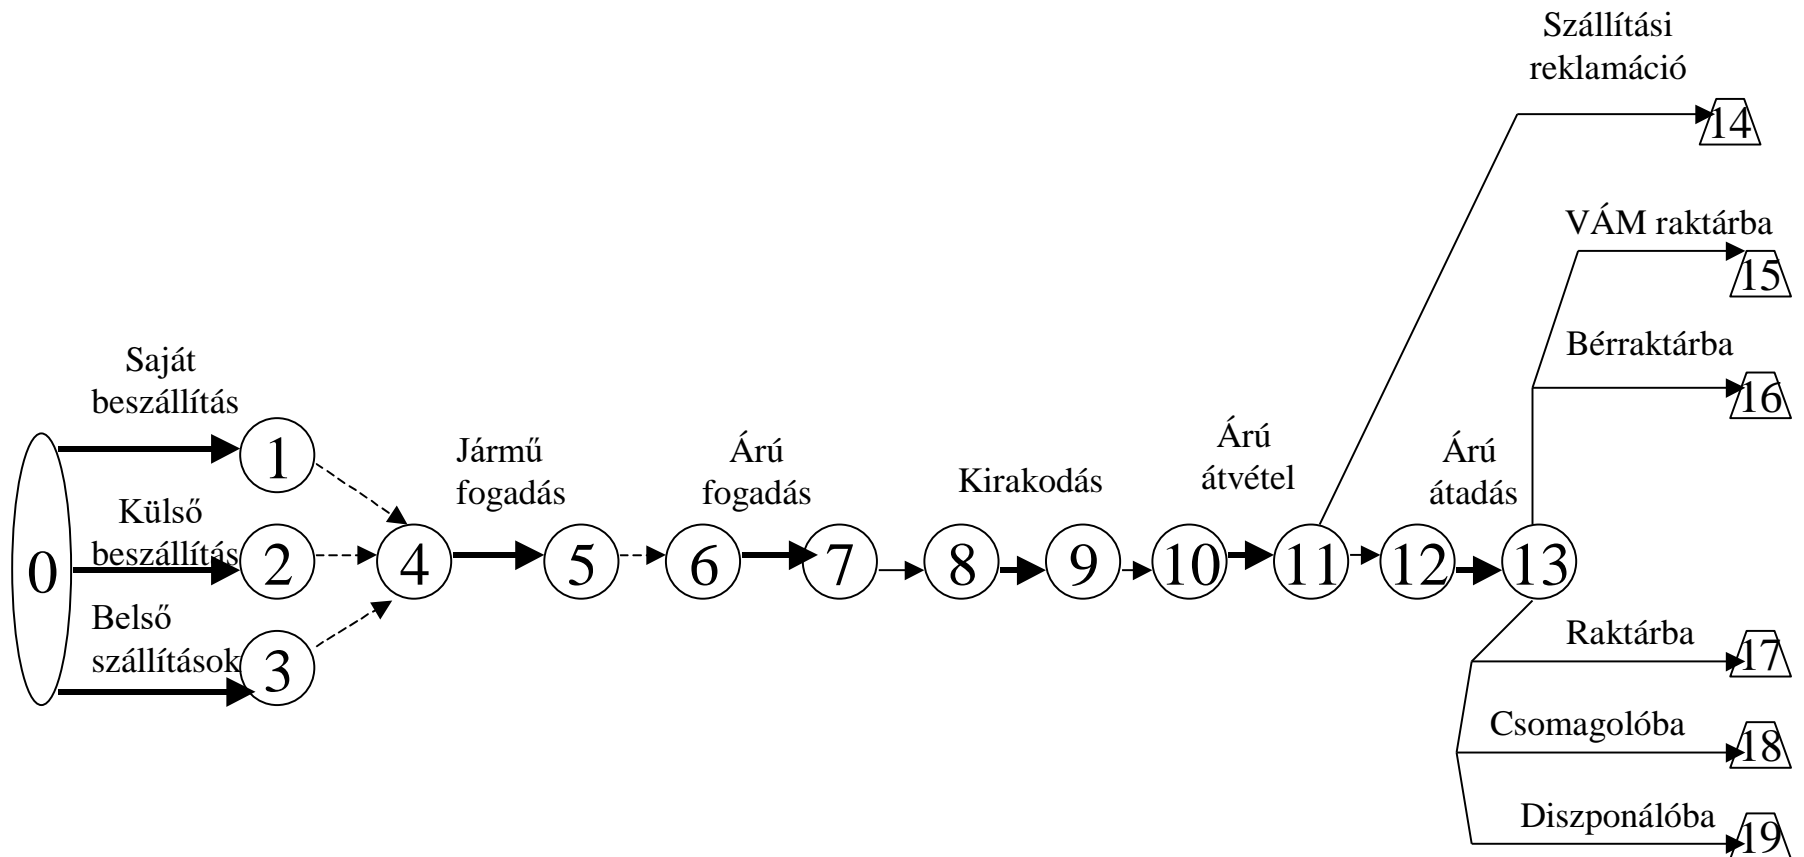 Szállítási
reklamáció
14
VÁM raktárba
15
Bérraktárba
16
Saját
beszállítás
1
Külső
beszállítás
2
Belső
szállítások
3
0
4
Jármű
fogadás
5
6
Árú
fogadás
7
8
Kirakodás
9
10
Árú
átvétel
11
12
Árú
átadás
13
Raktárba
17
Csomagolóba
18
Diszponálóba
19